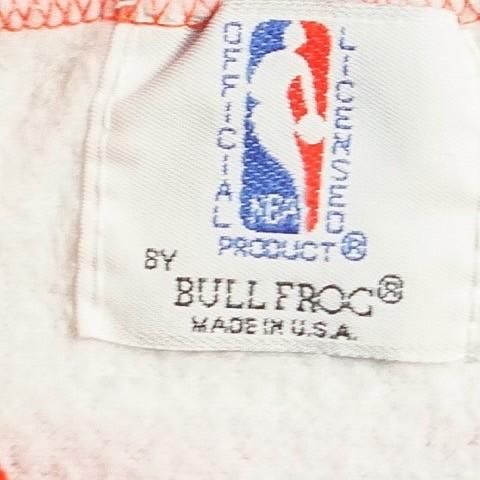 OFFICIAL
LICENSED
NBA
PRODUCT®
BY
BULL FROG®
MADE IN U.S.A.